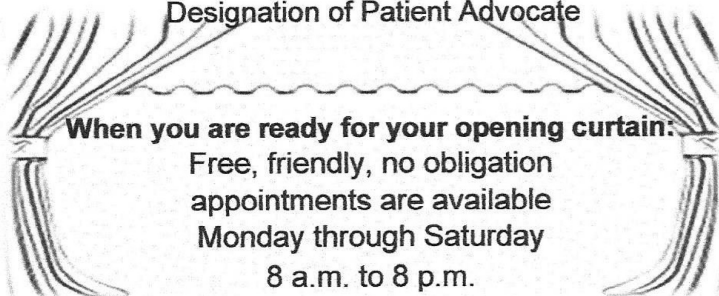 Designation of Patient Advocate
When you are ready for your opening curtain:
Free, friendly, no obligation
appointments are available
Monday through Saturday
8 a.m. to 8 p.m.